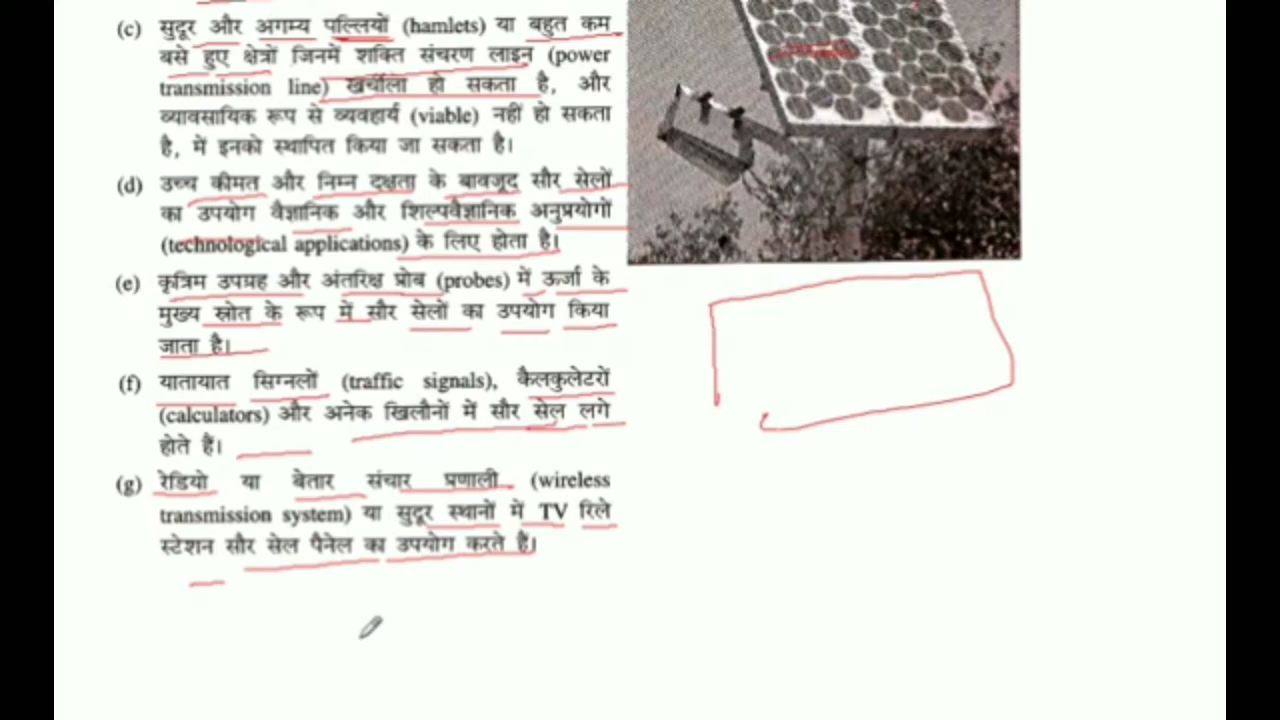 (c) सुदूर और अगम्य पल्लियों (hamlets) या बहुत कम
बसे हुए क्षेत्रों जिनमें शक्ति संचरण लाइन (power
transmission line) खर्चीला हो सकता है, और
व्यावसायिक रूप से व्यवहार्य (viable) नहीं हो सकता
है, में इनको स्थापित किया जा सकता है।
(d) उच्च कीमत और निम्न दक्षता के बावजूद सौर सेलों
का उपयोग वैज्ञानिक और शिल्पवैज्ञानिक अनुप्रयोगों
(technological applications) के लिए होता है।
(e) कृत्रिम उपग्रह और अंतरिक्ष प्रोब (probes) में ऊर्जा के
मुख्य स्रोत के रूप में सौर सेलों का उपयोग किया
जाता है।
(f) यातायात सिग्नलों (traffic signals), कैलकुलेटरों
(calculators) और अनेक खिलौनों में सौर सेल लगे
होते हैं।
(g) रेडियो या बेतार संचार प्रणाली (wireless
transmission system) या सुदूर स्थानों में TV रिले
स्टेशन सौर सेल पैनेल का उपयोग करते हैं।